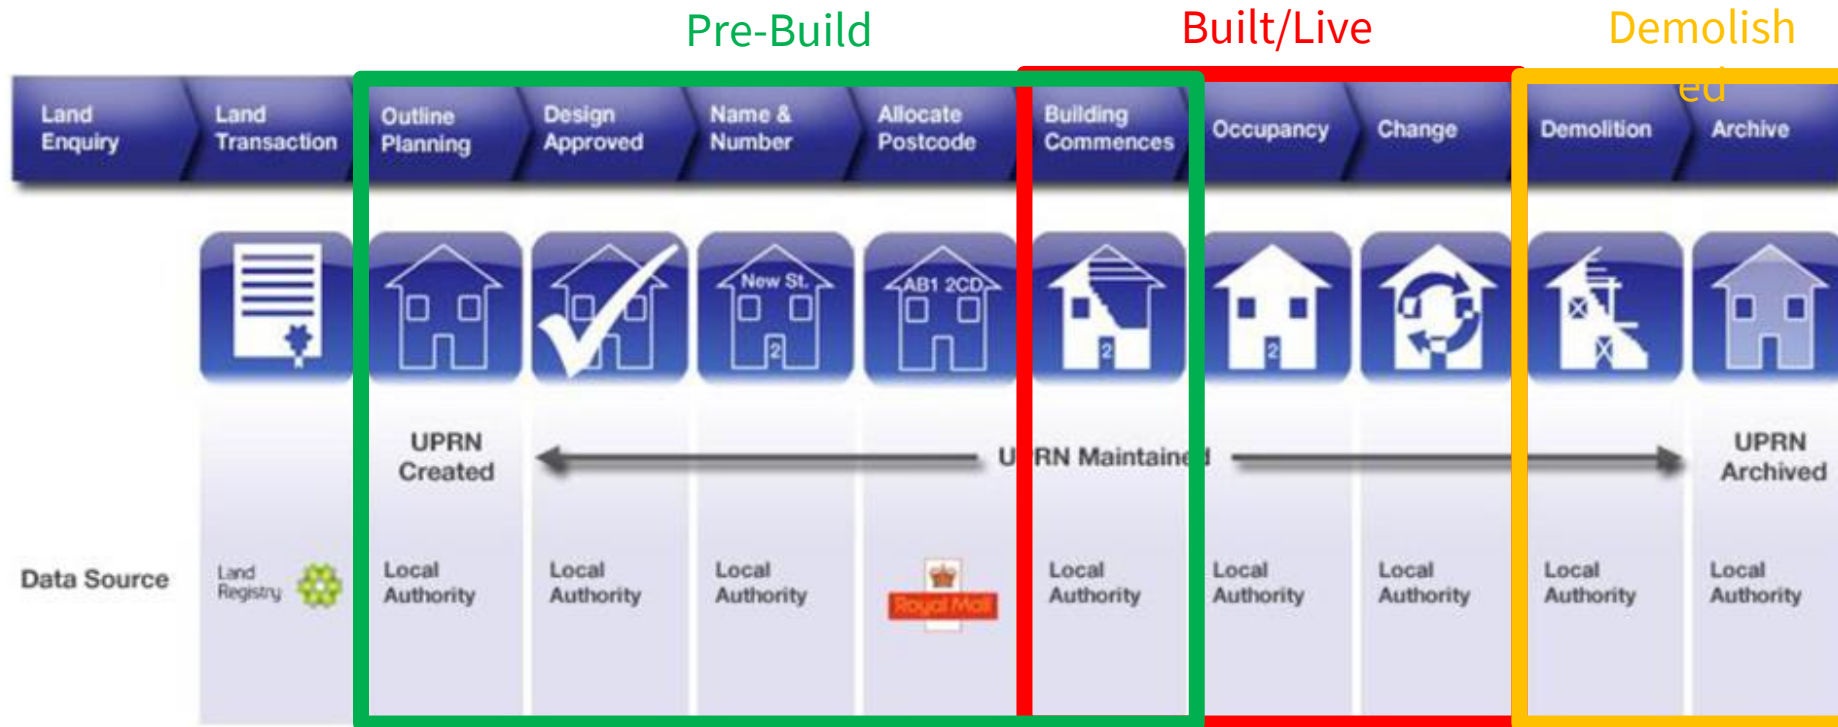 Pre-Build
Built/Live
Demolish
ed
Land
Enquiry
Land
Transaction
Outline
Planning
Design
Approved
Name &
Number
Allocate
Postcode
Building
Commences
Occupancy
Change
Demolition
Archive
New St.
2
AB1 2CD
2
2
UPRN
Created
UPRN Maintained
UPRN
Archived
Data Source
Land
Registry
Local
Authority
Local
Authority
Local
Authority
Royal Mail
Local
Authority
Local
Authority
Local
Authority
Local
Authority
Local
Authority